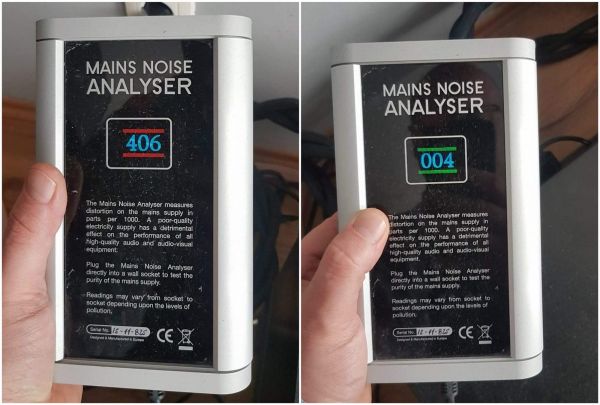 MAINS NOISE
ANALYSER
406
The Mains Noise Analyser measures
distortion on the mains supply in
parts per 1000. A poor-quality
electricity supply has a detrimental
effect on the performance of all
high-quality audio and audio-visual
equipment.
Plug the Mains Noise Analyser
directly into a wall socket to test the
purity of the mains supply.
Readings may vary from socket to
socket depending upon the levels of
pollution.
Serial No.
Designed & Manufactured in Europe
CE
MAINS NOISE
ANALYSER
004
The Mains Noise Analyser measures
distortion on the mains supply in
parts per 1000. A poor-quality
electricity supply has a detrimental
effect on the performance of all
high-quality audio and audio-visual
equipment.
Plug the Mains Noise Analyser
directly into a wall socket to test the
purity of the mains supply.
Readings may vary from socket to
socket depending upon the levels of
pollution.
Serial No.
Designed & Manufactured in Europe
CE